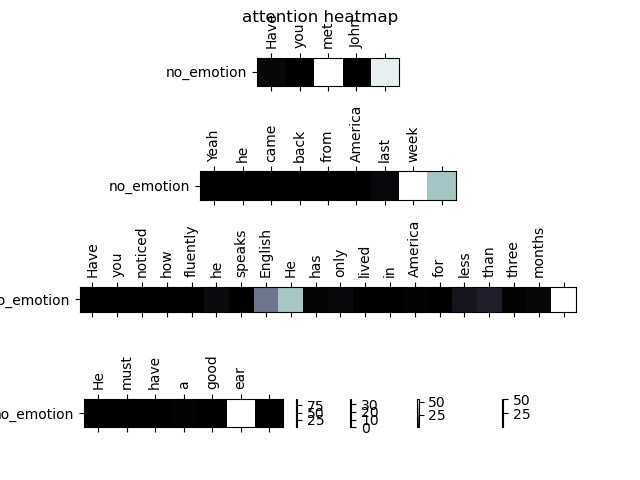 attention heatmap
Have you met John
no_emotion
Yeah he came back from America last week
no_emotion
Have you noticed how fluently he speaks English He has only lived in America for less than three months
no_emotion
He must have a good ear
no_emotion
75 50 25
30 20 10 0
50 25
50 25